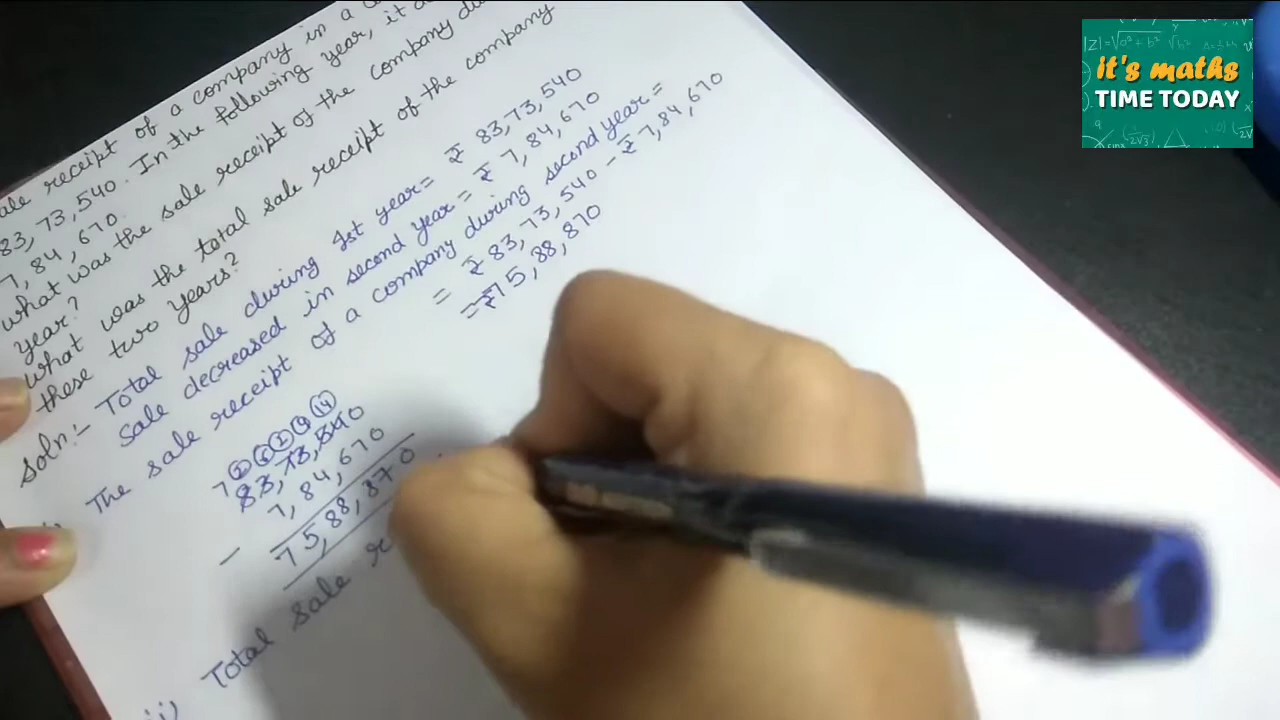 ale receipt of a company in a
83,73,540. In the following year, it
7,84,670.
what was the sale receipt of the company
year?
what was the total sale receipt of the company
these two years?
Soln:- Total sale during 1st year = ₹ 83,73,540
Sale decreased in second year = ₹ 7,84,670
The sale receipt of a company during second year =
= ₹ 83,73,540 - ₹ 7,84,670
= ₹ 75,88,870
14
83,73,540
- 7,84,670
75,88,870
ii) Total sale
it's maths
TIME TODAY